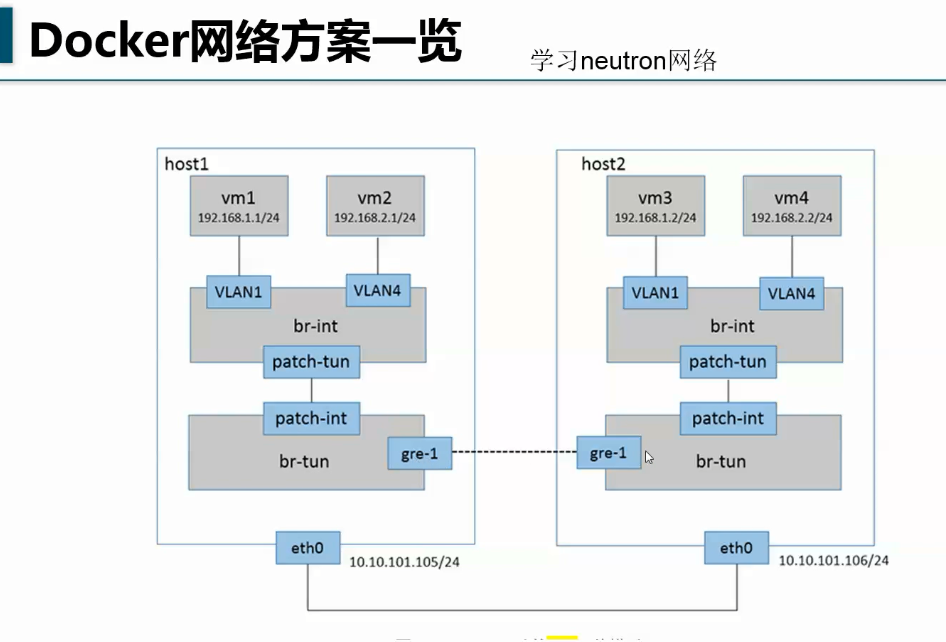 Docker网络方案一览
学习neutron网络
host1
vm1
192.168.1.1/24
vm2
192.168.2.1/24
VLAN1
VLAN4
br-int
patch-tun
patch-int
gre-1
br-tun
eth0
10.10.101.105/24
host2
vm3
192.168.1.2/24
vm4
192.168.2.2/24
VLAN1
VLAN4
br-int
patch-tun
patch-int
gre-1
br-tun
eth0
10.10.101.106/24